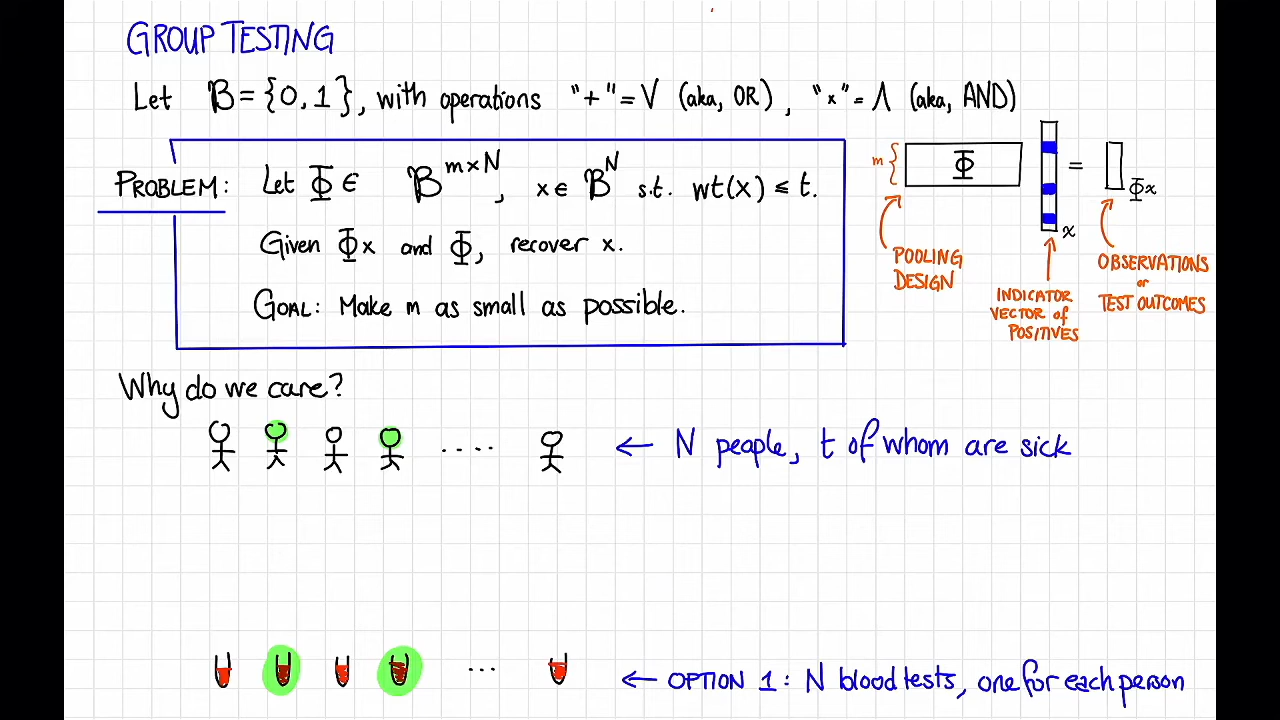 GROUP TESTING
Let B = {0, 1}, with operations "+" = V (aka, OR), "x" = Λ (aka, AND)
PROBLEM: Let Φ ∈ B^{m×N}, x ∈ B^N s.t. wt(x) ≤ t.
Given Φx and Φ, recover x.
GOAL: Make m as small as possible.
m { Φ x = Φx
POOLING DESIGN
INDICATOR VECTOR of POSITIVES
OBSERVATIONS or TEST OUTCOMES
Why do we care?
.... ← N people, t of whom are sick
... ← OPTION 1: N blood tests, one for each person